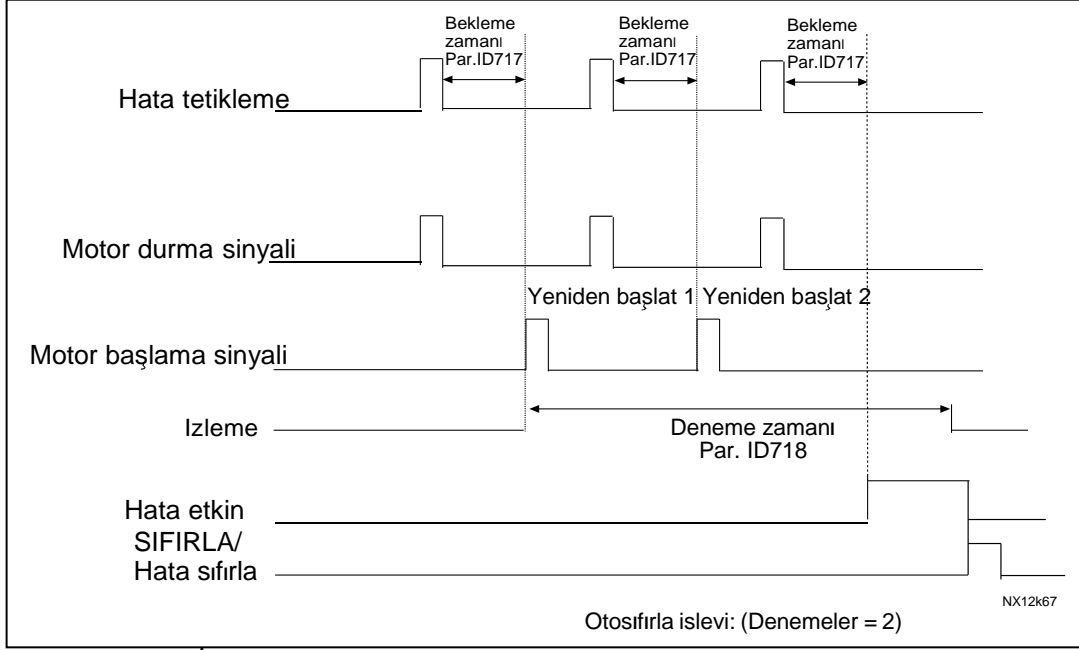 Bekleme
zamanı
Par.ID717
Bekleme
zamanı
Par.ID717
Bekleme
zamanı
Par.ID717
Hata tetikleme
Motor durma sinyali
Yeniden başlat 1
Yeniden başlat 2
Motor başlama sinyali
Izleme
Deneme zamanı
Par. ID718
Hata etkin
SIFIRLA/
Hata sıfırla
NX12k67
Otosıfırla islevi: (Denemeler = 2)